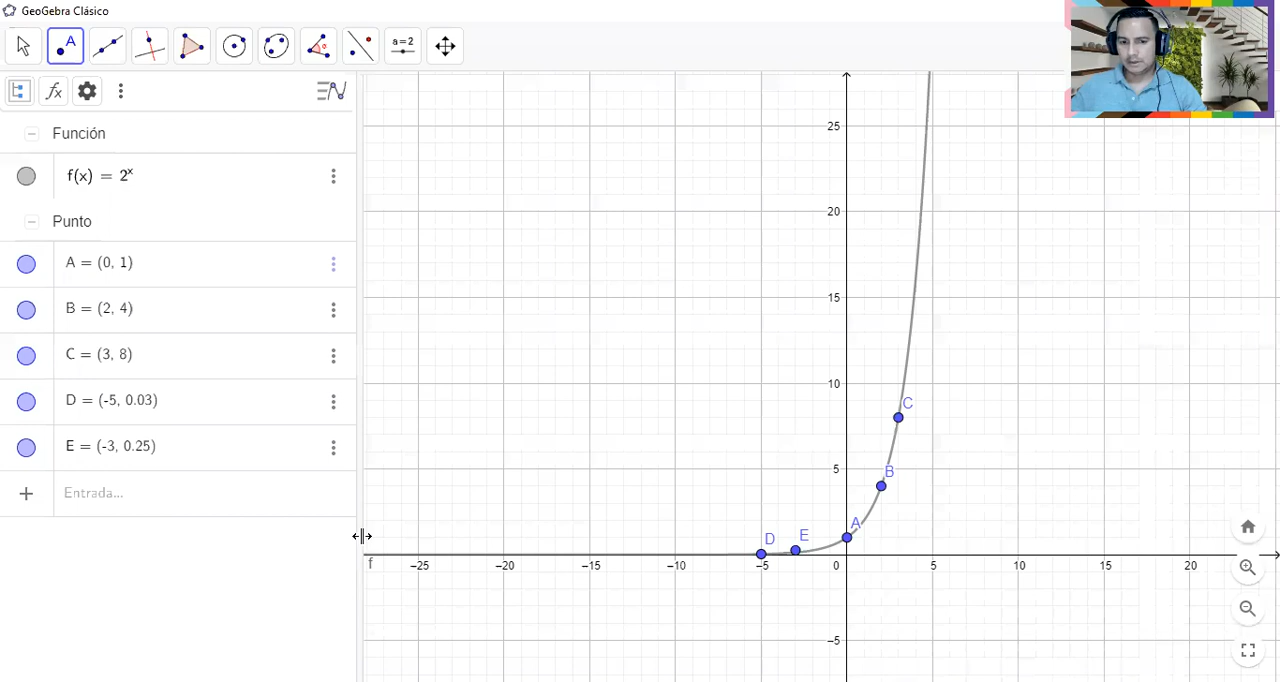 GeoGebra Clásico
A
a=2
fx
Función
f(x) = 2ˣ
Punto
A = (0, 1)
B = (2, 4)
C = (3, 8)
D = (-5, 0.03)
E = (-3, 0.25)
+ Entrada...
25
20
15
10
C
5
B
A
D
E
f
−25
−20
−15
−10
−5
0
5
10
15
20
−5